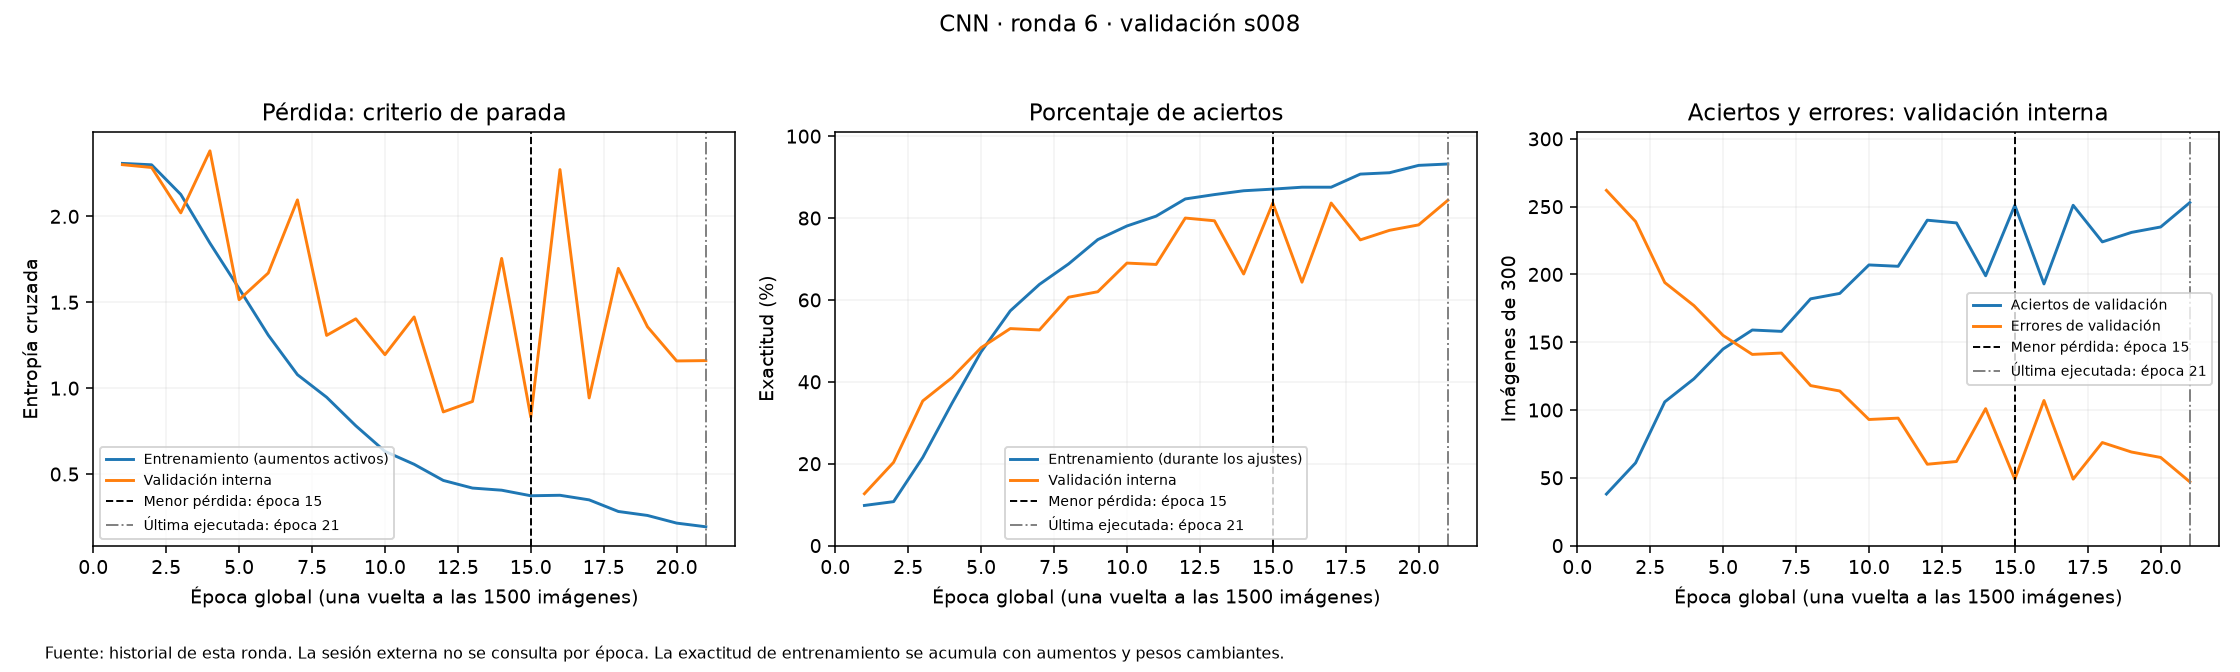 CNN · ronda 6 · validación s008
Pérdida: criterio de parada
Entropía cruzada
2.0
1.5
1.0
0.5
Entrenamiento (aumentos activos)
Validación interna
Menor pérdida: época 15
Última ejecutada: época 21
0.0 2.5 5.0 7.5 10.0 12.5 15.0 17.5 20.0
Época global (una vuelta a las 1500 imágenes)
Porcentaje de aciertos
Exactitud (%)
100
80
60
40
20
0
Entrenamiento (durante los ajustes)
Validación interna
Menor pérdida: época 15
Última ejecutada: época 21
0.0 2.5 5.0 7.5 10.0 12.5 15.0 17.5 20.0
Época global (una vuelta a las 1500 imágenes)
Aciertos y errores: validación interna
Imágenes de 300
300
250
200
150
100
50
0
Aciertos de validación
Errores de validación
Menor pérdida: época 15
Última ejecutada: época 21
0.0 2.5 5.0 7.5 10.0 12.5 15.0 17.5 20.0
Época global (una vuelta a las 1500 imágenes)
Fuente: historial de esta ronda. La sesión externa no se consulta por época. La exactitud de entrenamiento se acumula con aumentos y pesos cambiantes.